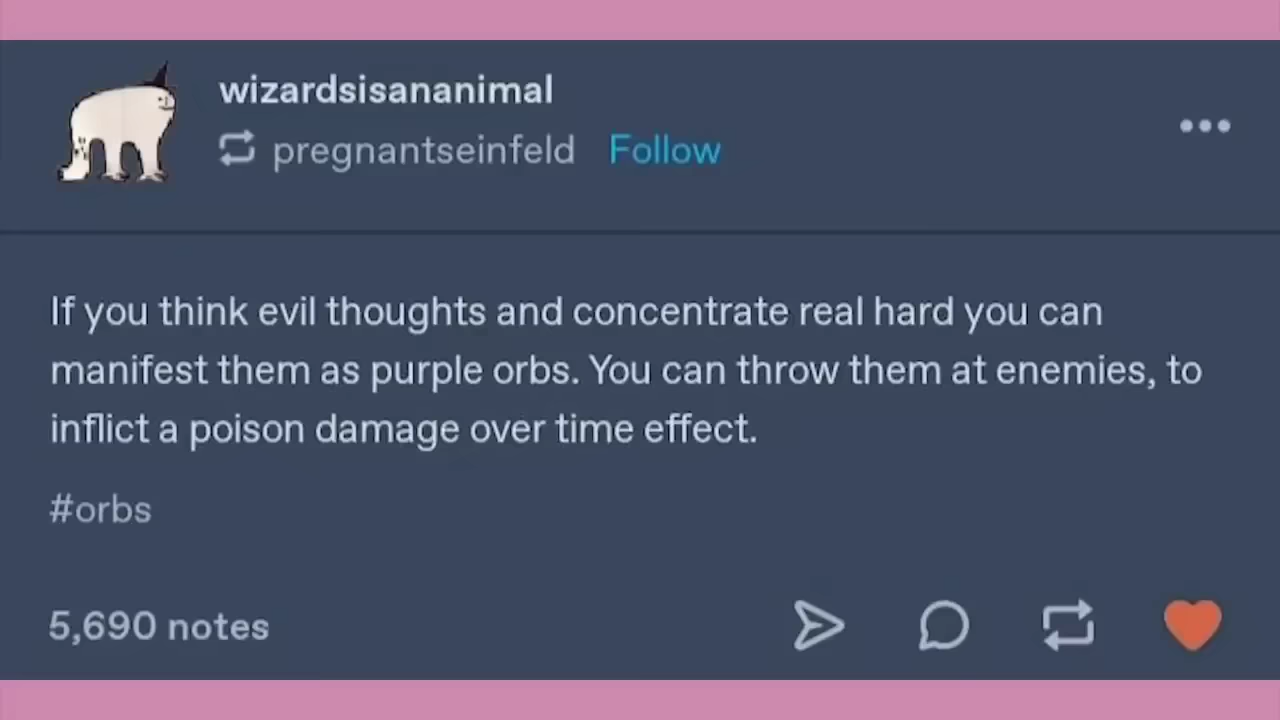 wizardsisananimal
pregnantseinfeld Follow
If you think evil thoughts and concentrate real hard you can
manifest them as purple orbs. You can throw them at enemies, to
inflict a poison damage over time effect.
#orbs
5,690 notes